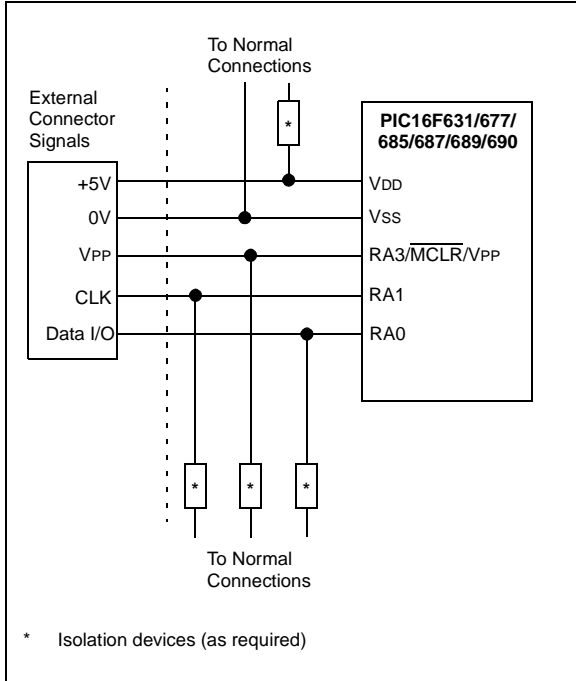 To Normal
Connections
External
Connector
Signals
*
PIC16F631/677/
685/687/689/690
+5V
VDD
0V
VSS
VPP
RA3/MCLR/VPP
CLK
RA1
Data I/O
RA0
* * *
To Normal
Connections
* Isolation devices (as required)